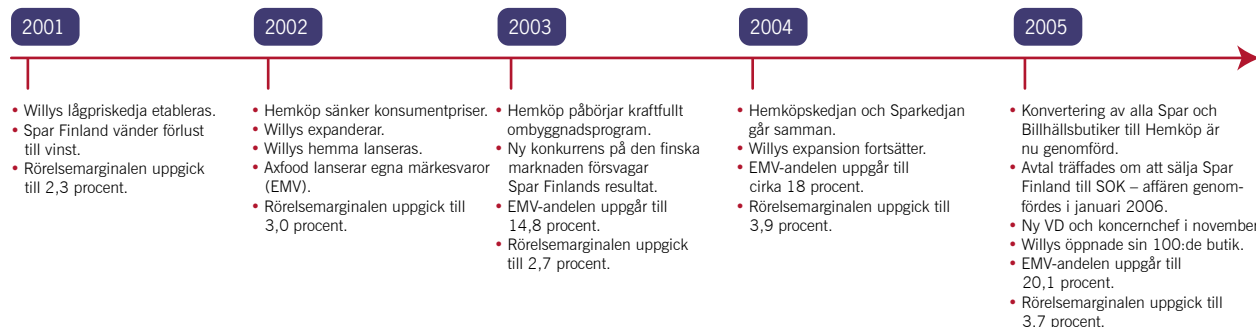 2001
• Willys lågpriskedja etableras.
• Spar Finland vänder förlust
till vinst.
• Rörelsemarginalen uppgick
till 2,3 procent.
2002
• Hemköp sänker konsumentpriser.
• Willys expanderar.
• Willys hemma lanseras.
• Axfood lanserar egna märkesvaror
(EMV).
• Rörelsemarginalen uppgick till
3,0 procent.
2003
• Hemköp påbörjar kraftfullt
ombyggnadsprogram.
• Ny konkurrens på den finska
marknaden försvagar
Spar Finlands resultat.
• EMV-andelen uppgår till
14,8 procent.
• Rörelsemarginalen uppgick
till 2,7 procent.
2004
• Hemköpskedjan och Sparkedjan
går samman.
• Willys expansion fortsätter.
• EMV-andelen uppgår till
cirka 18 procent.
• Rörelsemarginalen uppgick till
3,9 procent.
2005
• Konvertering av alla Spar och
Billhällsbutiker till Hemköp är
nu genomförd.
• Avtal träffades om att sälja Spar
Finland till SOK – affären genom-
fördes i januari 2006.
• Ny VD och koncernchef i november
• Willys öppnade sin 100:de butik.
• EMV-andelen uppgår till
20,1 procent.
• Rörelsemarginalen uppgick till
3,7 procent.